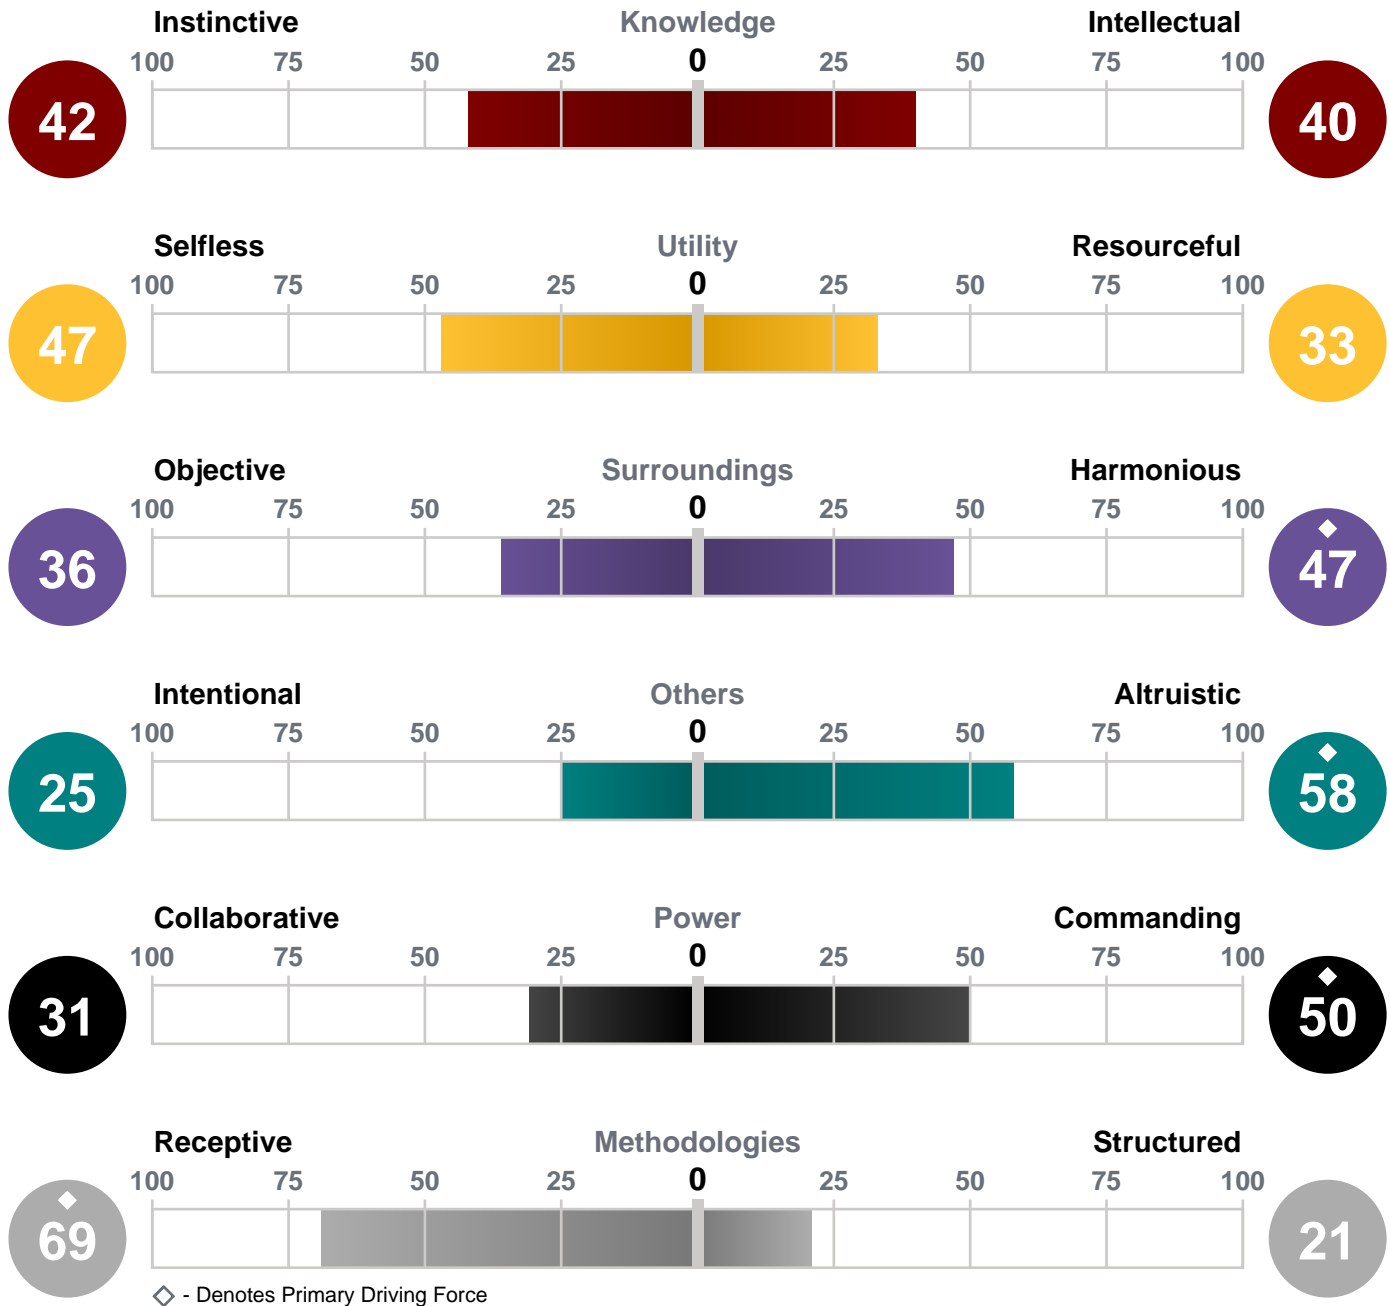 Instinctive Knowledge Intellectual
100 75 50 25 0 25 50 75 100
42 40
Selfless Utility Resourceful
100 75 50 25 0 25 50 75 100
47 33
Objective Surroundings Harmonious
100 75 50 25 0 25 50 75 100
36 47
Intentional Others Altruistic
100 75 50 25 0 25 50 75 100
25 58
Collaborative Power Commanding
100 75 50 25 0 25 50 75 100
31 50
Receptive Methodologies Structured
100 75 50 25 0 25 50 75 100
69 21
- Denotes Primary Driving Force